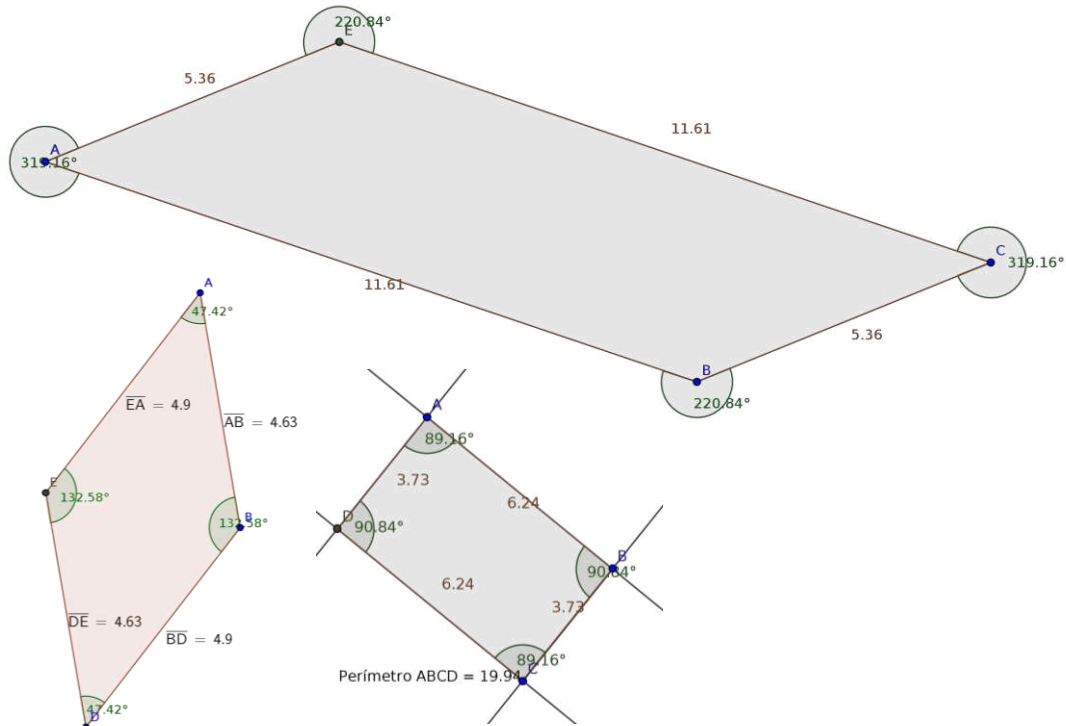 220.84°
E
5.36
11.61
A
319.16°
C
319.16°
11.61
5.36
B
220.84°
A
47.42°
EA = 4.9
AB = 4.63
E
132.58°
B
132.58°
DE = 4.63
BD = 4.9
47.42°
D
A
89.16°
3.73
6.24
D
90.84°
B
90.84°
6.24
3.73
89.16°
C
Perímetro ABCD = 19.94